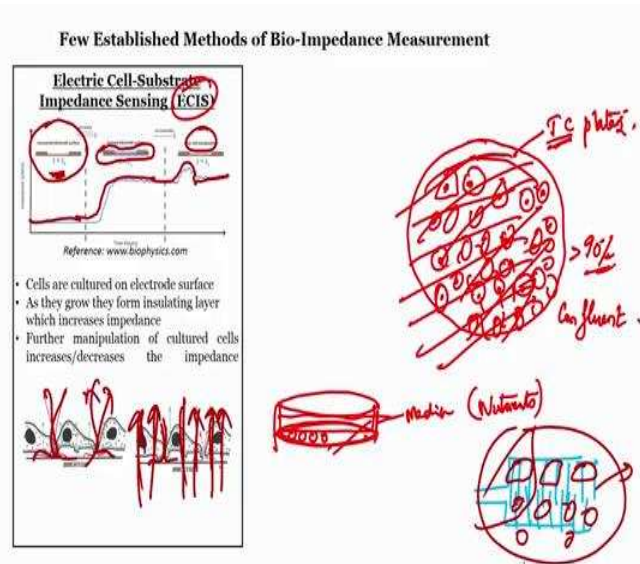 Few Established Methods of Bio-Impedance Measurement
Electric Cell-Substrate
Impedance Sensing (ECIS)
Reference: www.biophysics.com
• Cells are cultured on electrode surface
• As they grow they form insulating layer
which increases impedance
• Further manipulation of cultured cells
increases/decreases the impedance
TC plates.
>90%
Confluent.
Media (Nutrients)